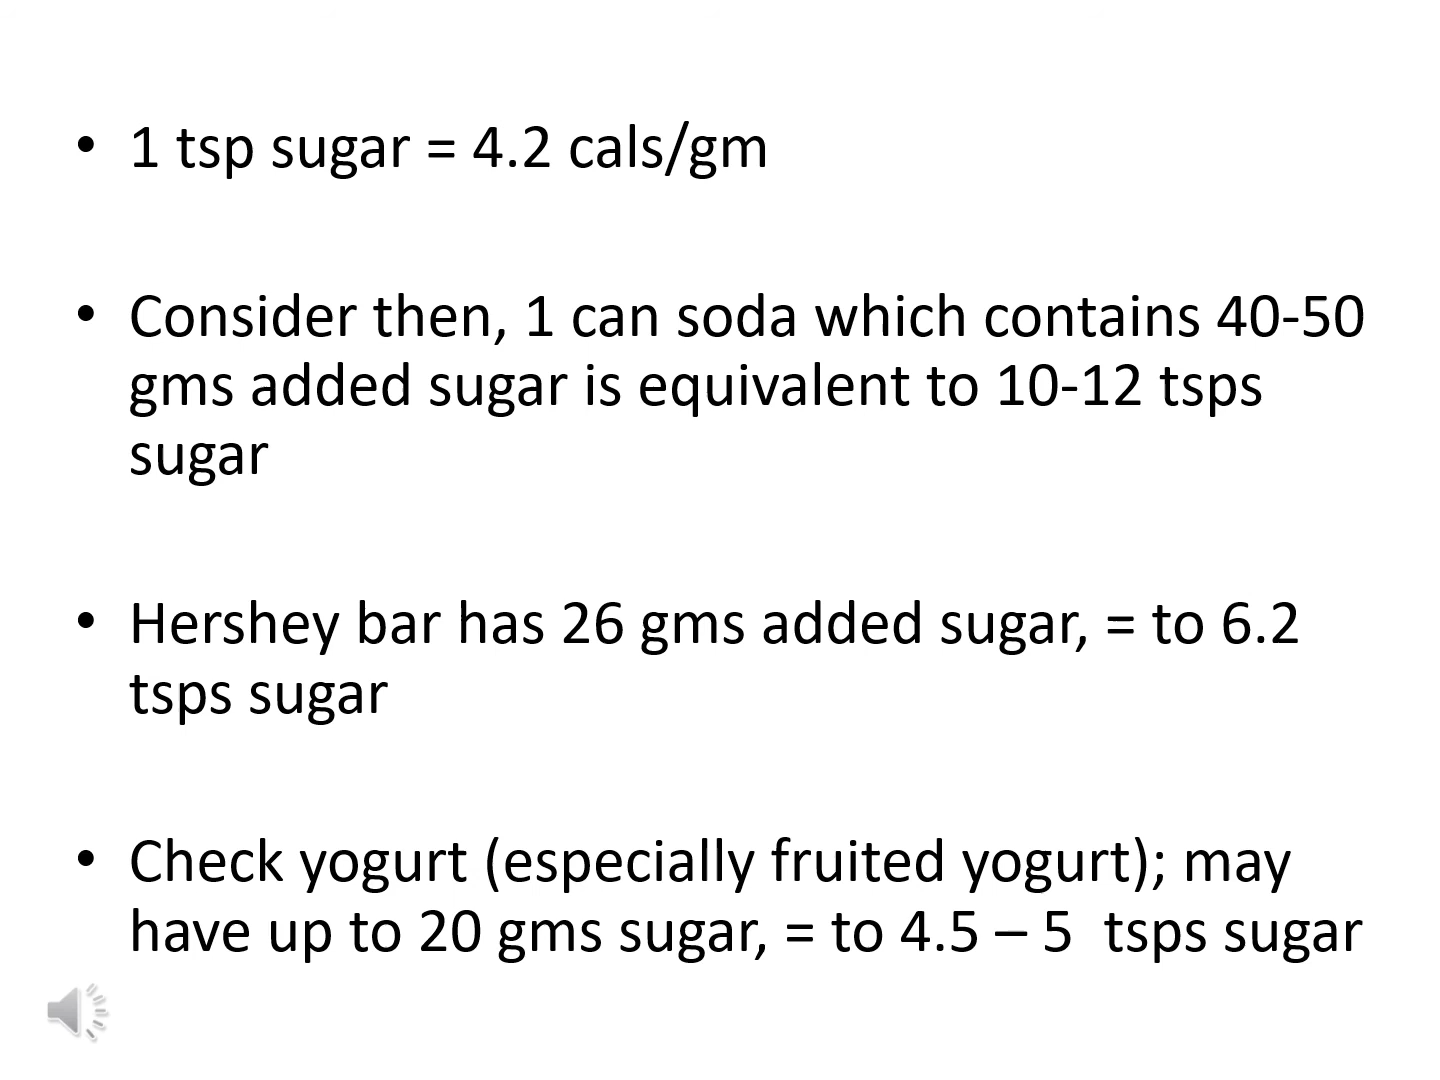 • 1 tsp sugar = 4.2 cals/gm
• Consider then, 1 can soda which contains 40-50
gms added sugar is equivalent to 10-12 tsps
sugar
• Hershey bar has 26 gms added sugar, = to 6.2
tsps sugar
• Check yogurt (especially fruited yogurt); may
have up to 20 gms sugar, = to 4.5 – 5  tsps sugar